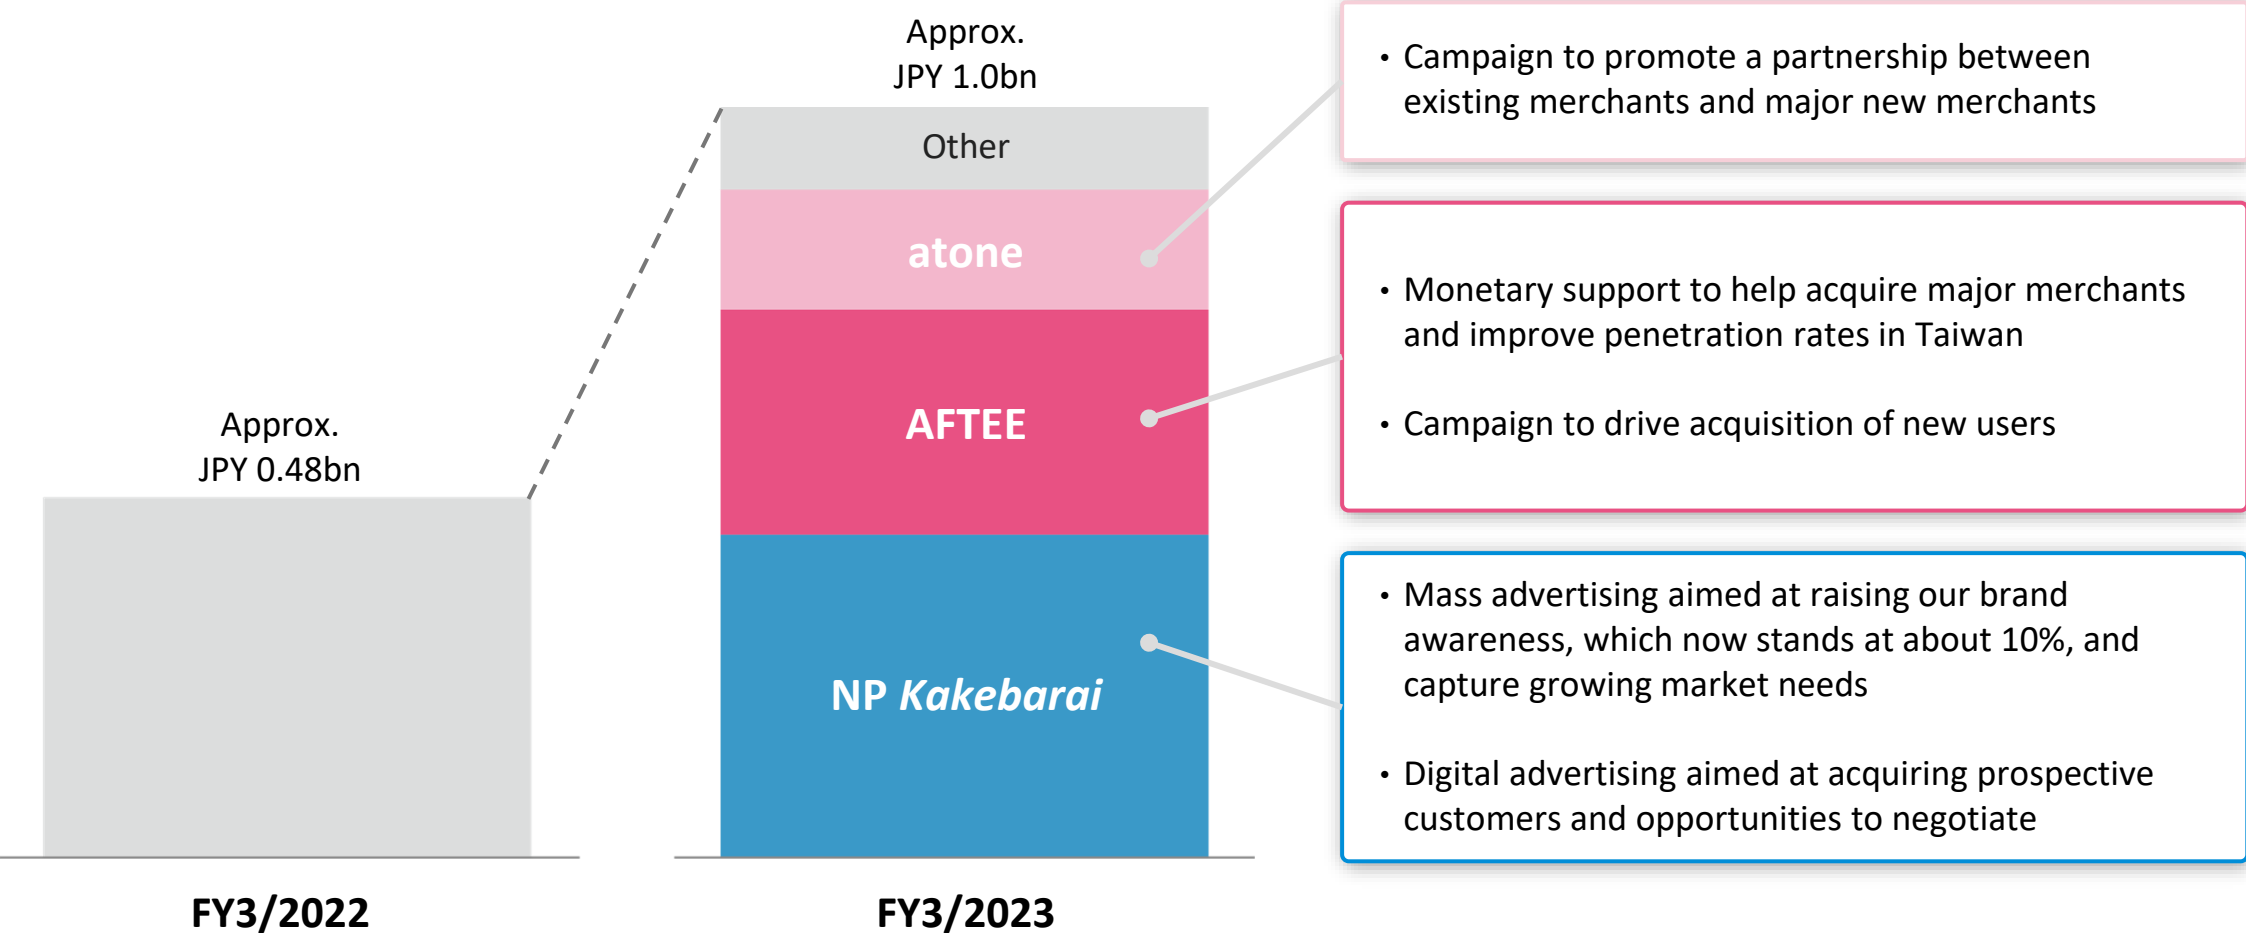 Approx.
JPY 0.48bn
FY3/2022
Approx.
JPY 1.0bn
Other
atone
AFTEE
NP Kakebarai
FY3/2023
・Campaign to promote a partnership between
existing merchants and major new merchants
・Monetary support to help acquire major merchants
and improve penetration rates in Taiwan
・Campaign to drive acquisition of new users
・Mass advertising aimed at raising our brand
awareness, which now stands at about 10%, and
capture growing market needs
・Digital advertising aimed at acquiring prospective
customers and opportunities to negotiate